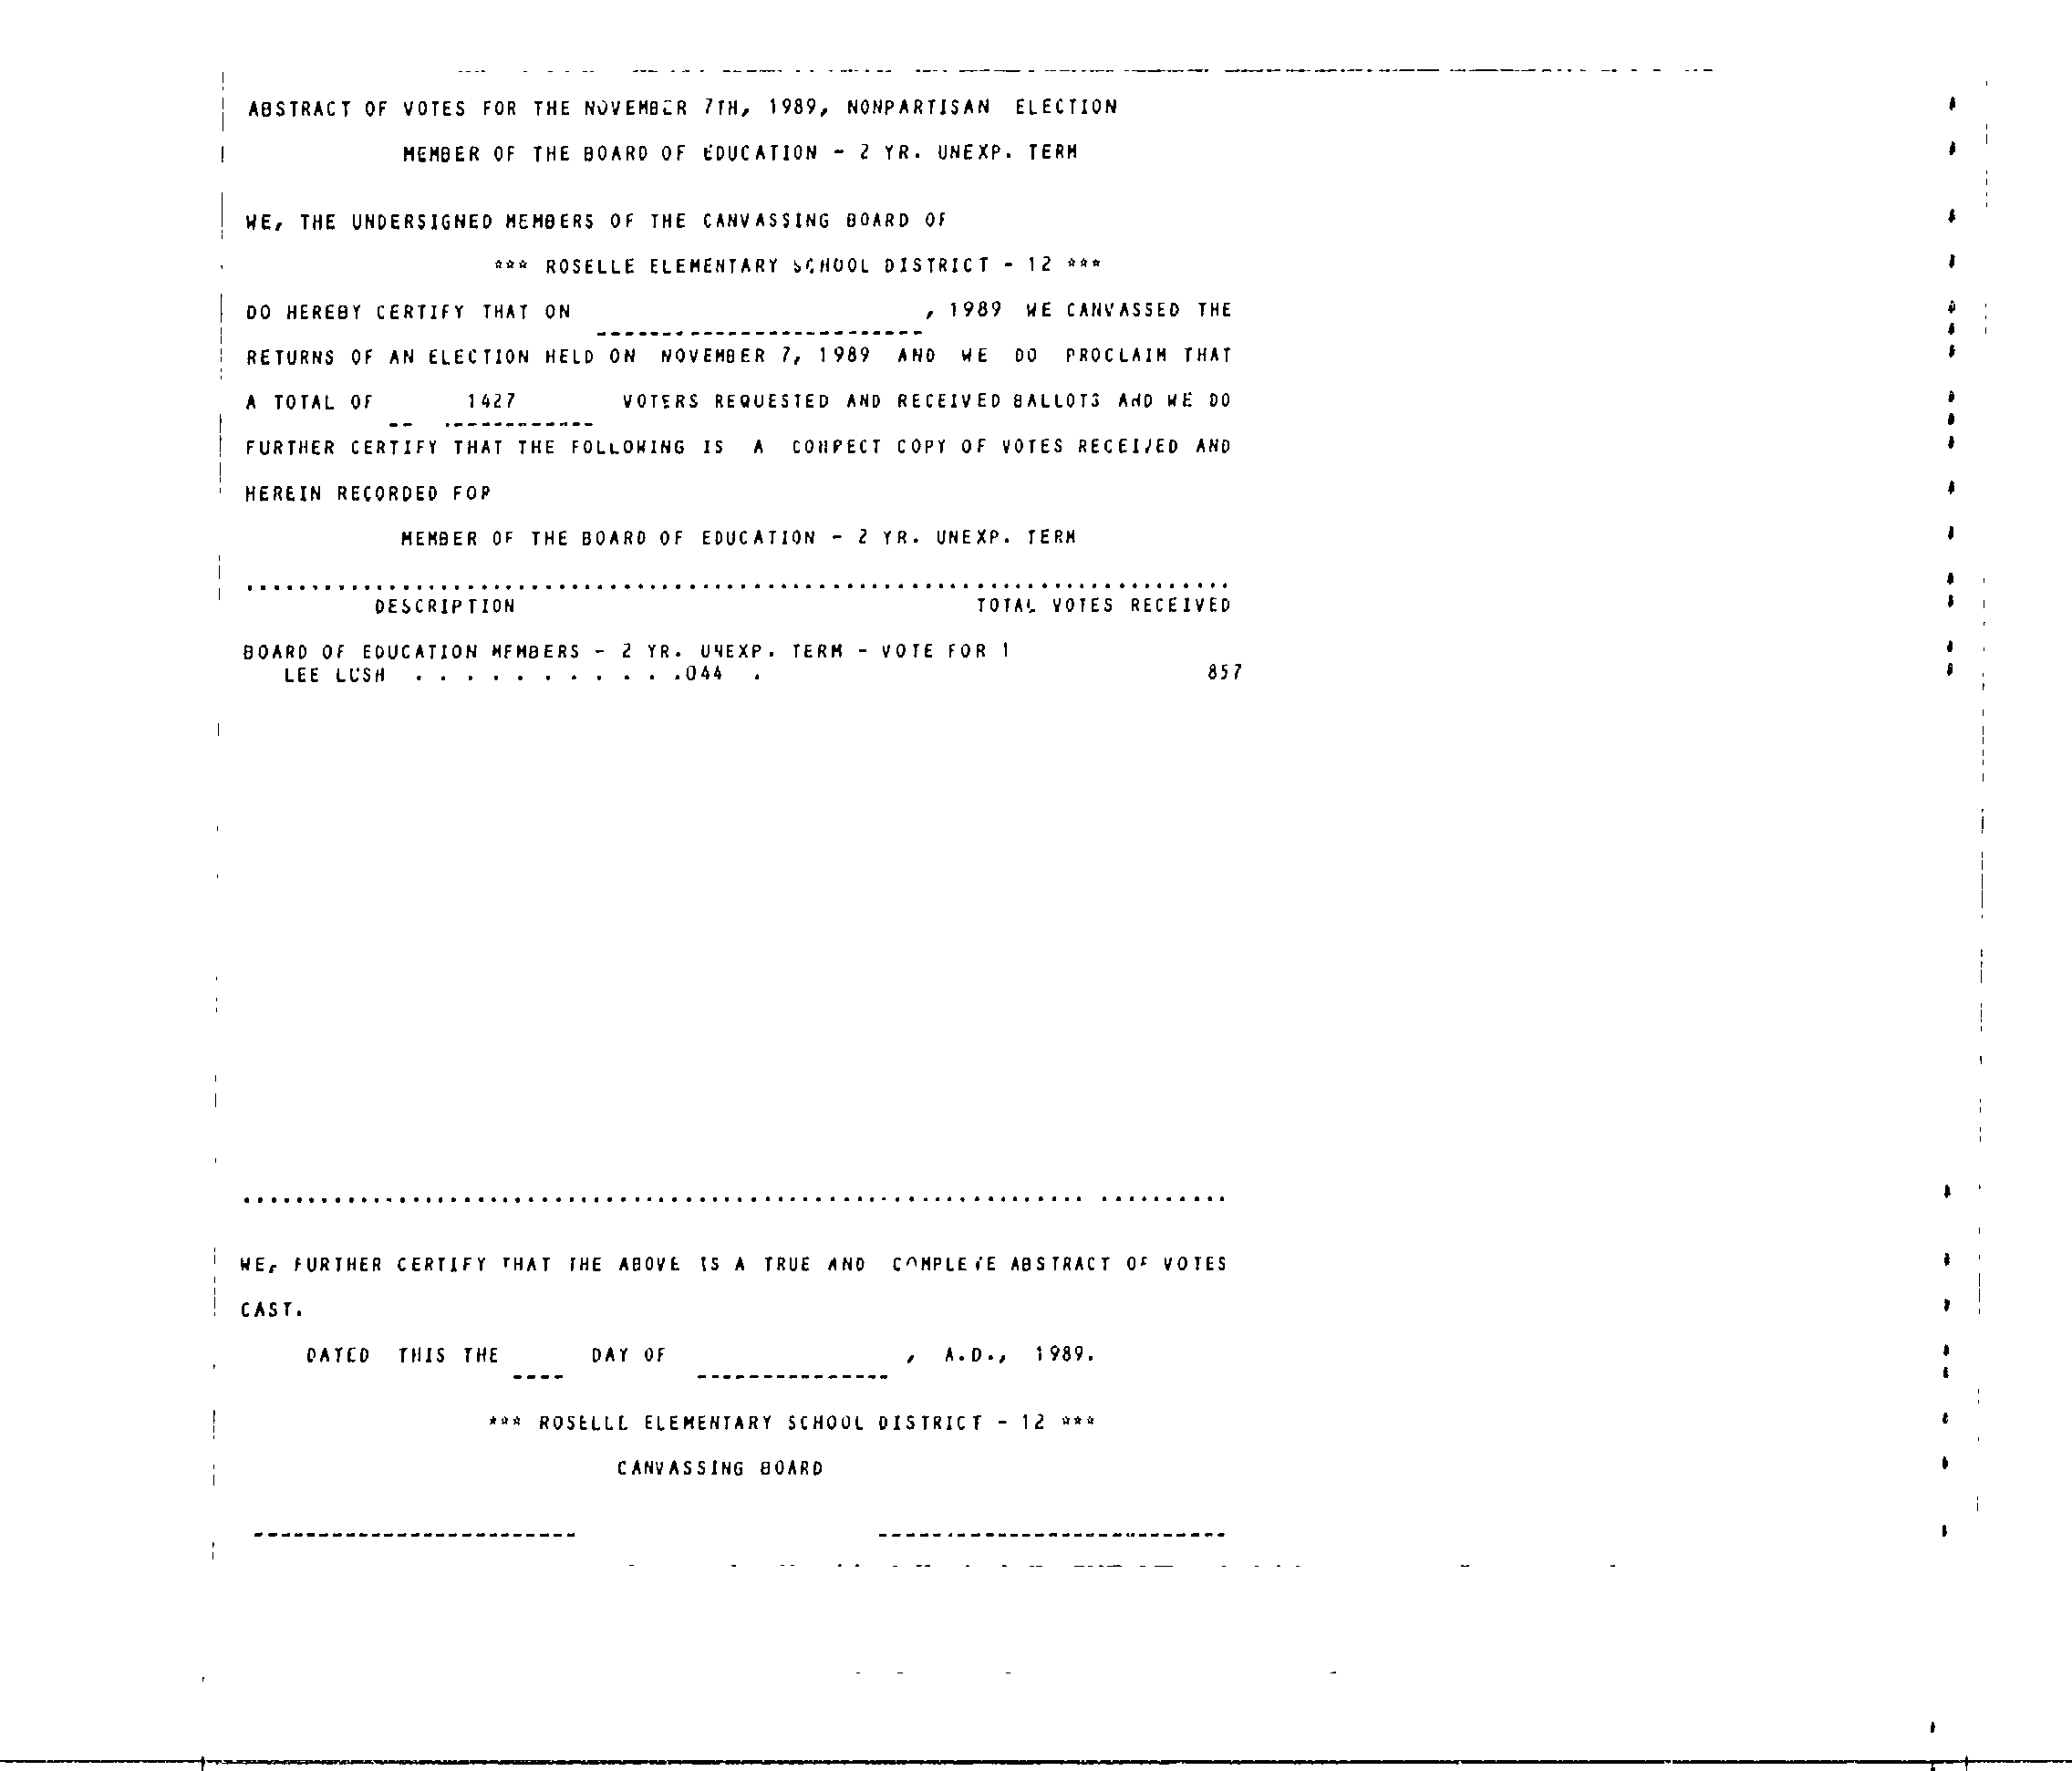 ABSTRACT OF VOTES FOR THE NOVEMBER 7TH, 1989, NONPARTISAN ELECTION
MEMBER OF THE BOARD OF EDUCATION - 2 YR. UNEXP. TERM
WE, THE UNDERSIGNED MEMBERS OF THE CANVASSING BOARD OF
*** ROSELLE ELEMENTARY SCHOOL DISTRICT - 12 ***
DO HEREBY CERTIFY THAT ON , 1989 WE CANVASSED THE
RETURNS OF AN ELECTION HELD ON NOVEMBER 7, 1989 AND WE DO PROCLAIM THAT
A TOTAL OF 1427 VOTERS REQUESTED AND RECEIVED BALLOTS AND WE DO
FURTHER CERTIFY THAT THE FOLLOWING IS A CORRECT COPY OF VOTES RECEIVED AND
HEREIN RECORDED FOR
MEMBER OF THE BOARD OF EDUCATION - 2 YR. UNEXP. TERM
DESCRIPTION TOTAL VOTES RECEIVED
BOARD OF EDUCATION MEMBERS - 2 YR. UNEXP. TERM - VOTE FOR 1
LEE LUSH . . . . . . . . . . .044 . 857
WE, FURTHER CERTIFY THAT THE ABOVE IS A TRUE AND COMPLETE ABSTRACT OF VOTES
CAST.
DATED THIS THE ---- DAY OF --------------- , A.D., 1989.
*** ROSELLE ELEMENTARY SCHOOL DISTRICT - 12 ***
CANVASSING BOARD